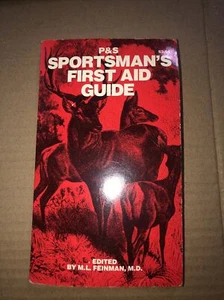 P&S
SPORTSMAN'S
FIRST AID
GUIDE
EDITED
BY M.L. FEINMAN, M.D.